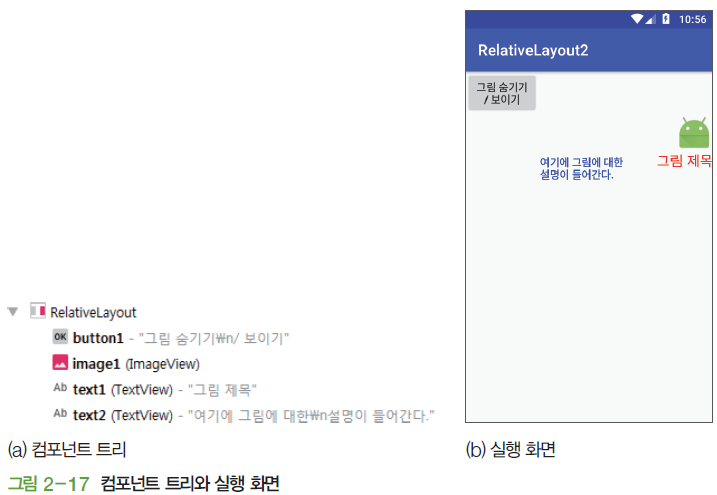 10:56
RelativeLayout2
그림 숨기기
/ 보이기
그림 제목
여기에 그림에 대한
설명이 들어간다.
RelativeLayout
OK button1 - "그림 숨기기₩n/ 보이기"
image1 (ImageView)
Ab text1 (TextView) - "그림 제목"
Ab text2 (TextView) - "여기에 그림에 대한₩n설명이 들어간다."
(a) 컴포넌트 트리
(b) 실행 화면
그림 2-17 컴포넌트 트리와 실행 화면